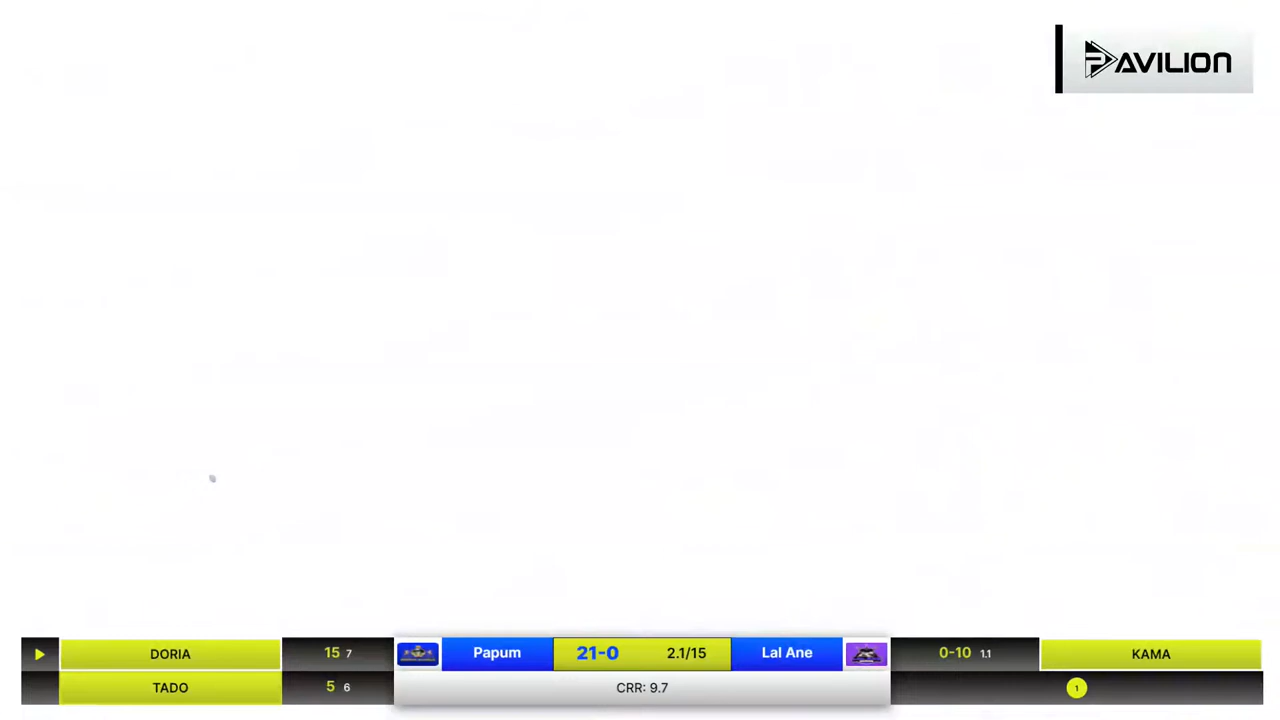 PAVILION
DORIA 15 7 Papum 21-0 2.1/15 Lal Ane 0-10 1.1 KAMA
TADO 5 6 CRR: 9.7 1